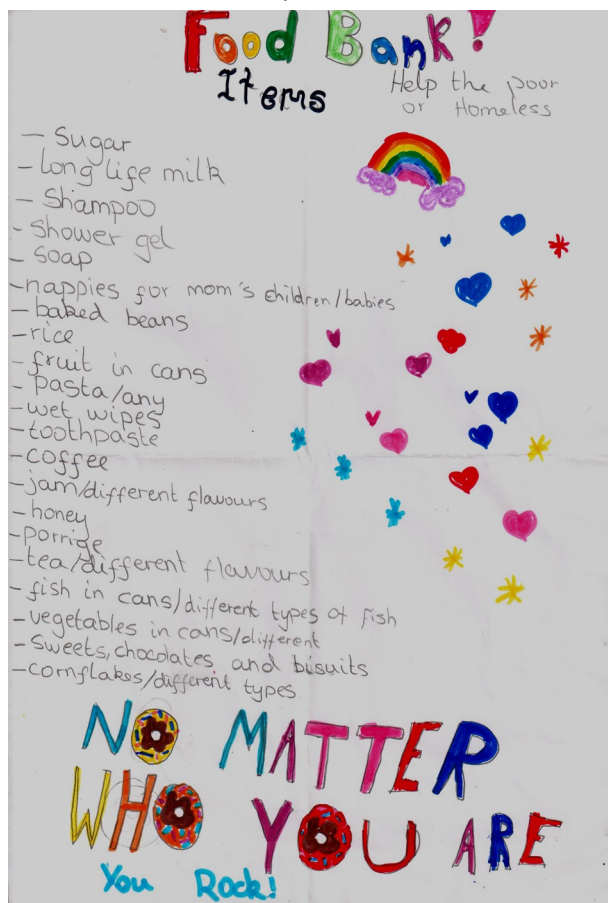 Food Bank!
Items
Help the poor
or Homeless
- Sugar
- long life milk
- Shampoo
- Shower gel
- Soap
- nappies for mom's children/babies
- baked beans
- rice
- fruit in cans
- Pasta/any
- wet wipes
- toothpaste
- coffee
- jam/different flavours
- honey
- porrige
- tea/different flavours
- fish in cans/different types of fish
- vegetables in cans/different
- Sweets, chocolates and bisuits
- cornflakes/different types
NO MATTER
WHO YOU ARE
You Rock!